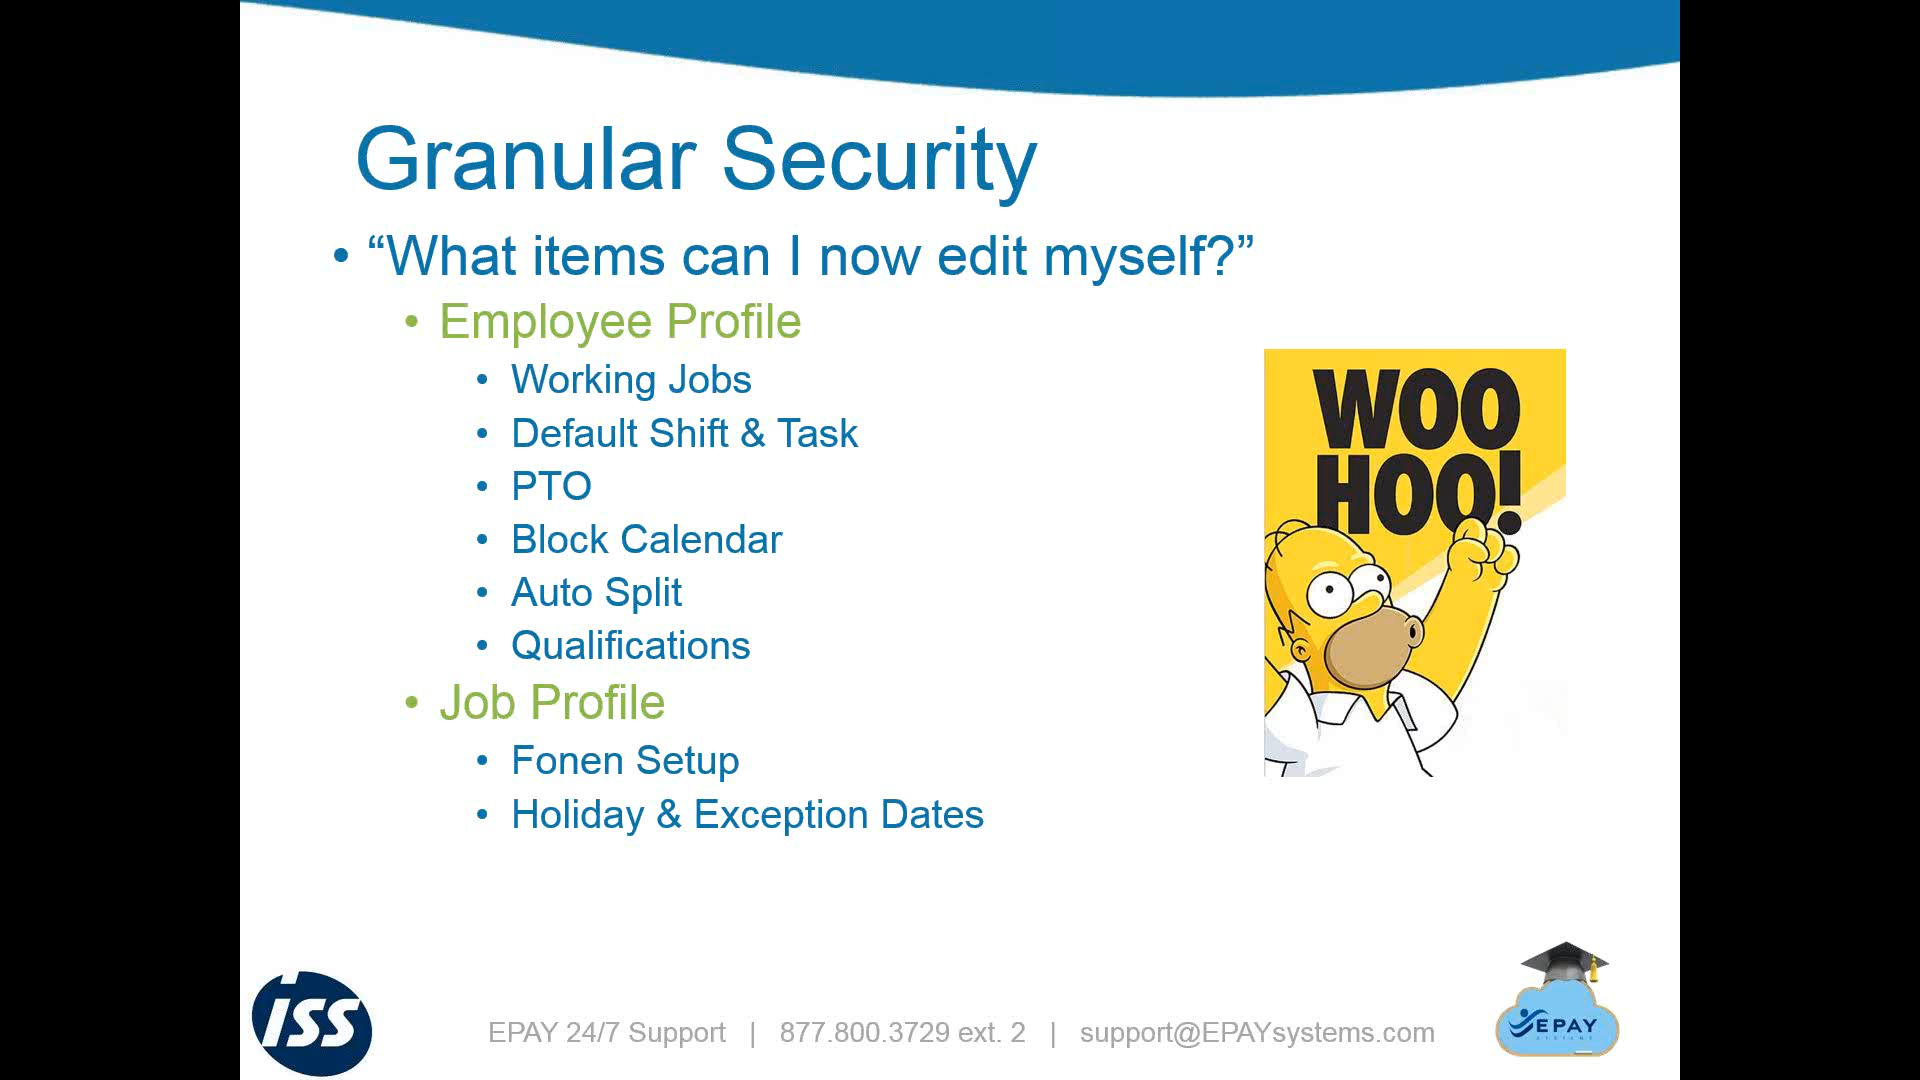 Granular Security
• “What items can I now edit myself?”
• Employee Profile
• Working Jobs
• Default Shift & Task
• PTO
• Block Calendar
• Auto Split
• Qualifications
• Job Profile
• Fonen Setup
• Holiday & Exception Dates
WOO
HOO!
ISS
EPAY 24/7 Support | 877.800.3729 ext. 2 | support@EPAYsystems.com
EPAY
SYSTEMS